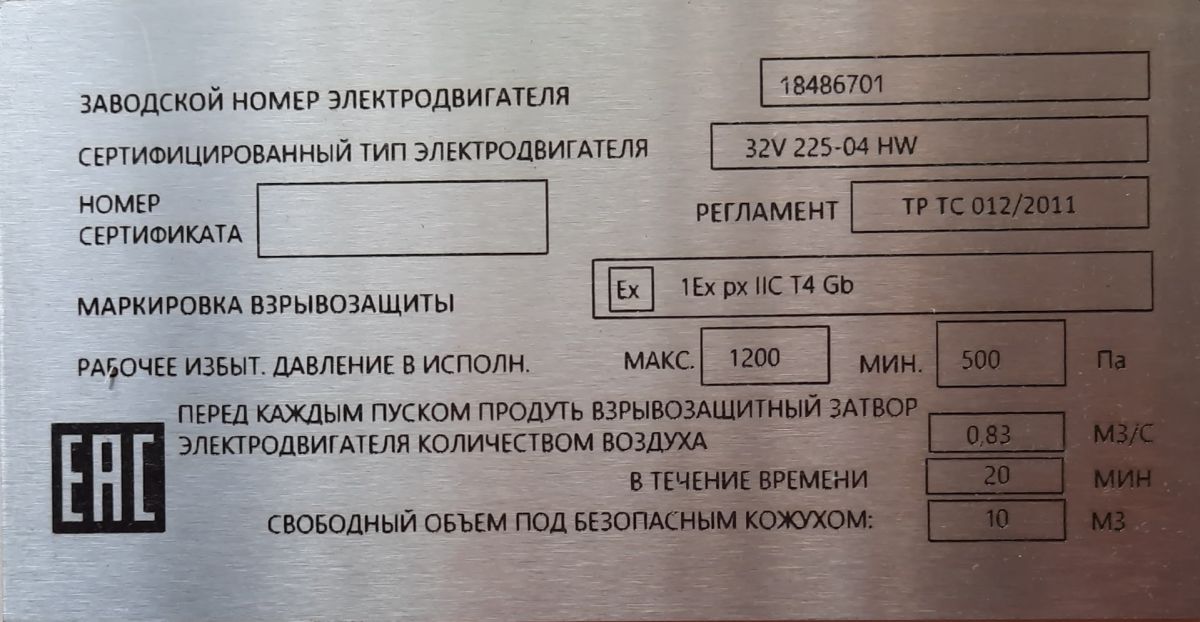 ЗАВОДСКОЙ НОМЕР ЭЛЕКТРОДВИГАТЕЛЯ 18486701
СЕРТИФИЦИРОВАННЫЙ ТИП ЭЛЕКТРОДВИГАТЕЛЯ 32V 225-04 HW
НОМЕР
СЕРТИФИКАТА РЕГЛАМЕНТ ТР ТС 012/2011
МАРКИРОВКА ВЗРЫВОЗАЩИТЫ Ex 1Ex px IIC T4 Gb
РАБОЧЕЕ ИЗБЫТ. ДАВЛЕНИЕ В ИСПОЛН. МАКС. 1200 МИН. 500 Па
ПЕРЕД КАЖДЫМ ПУСКОМ ПРОДУТЬ ВЗРЫВОЗАЩИТНЫЙ ЗАТВОР
ЭЛЕКТРОДВИГАТЕЛЯ КОЛИЧЕСТВОМ ВОЗДУХА 0,83 М3/С
EAC
В ТЕЧЕНИЕ ВРЕМЕНИ 20 МИН
СВОБОДНЫЙ ОБЪЕМ ПОД БЕЗОПАСНЫМ КОЖУХОМ: 10 М3